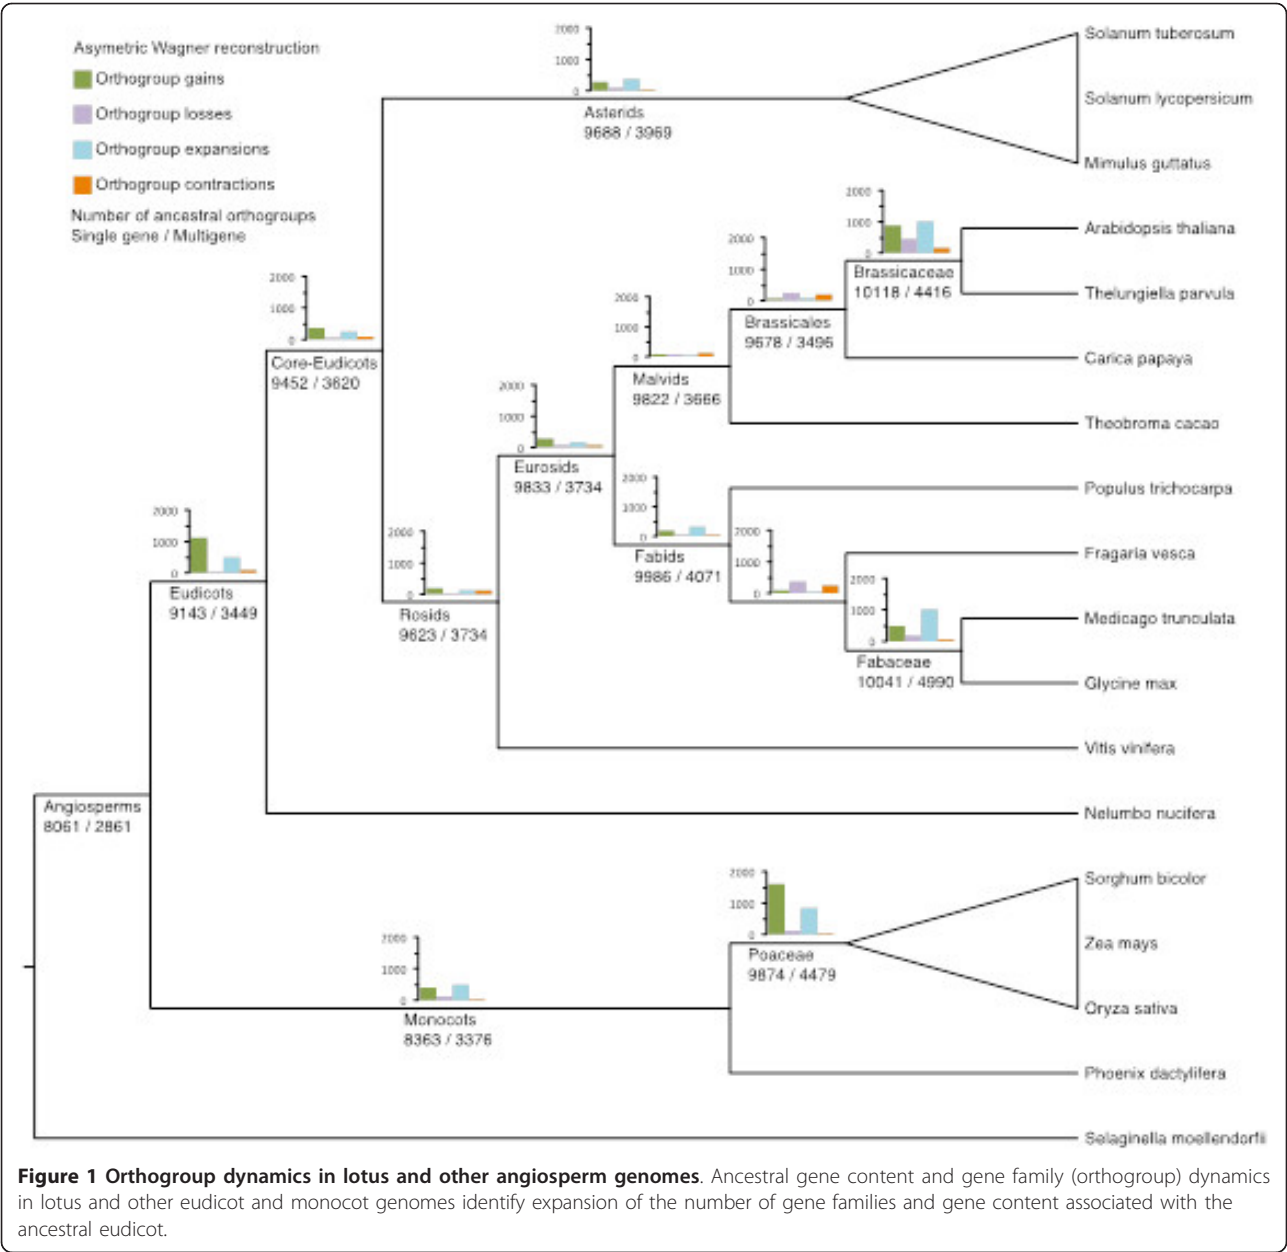 Asymetric Wagner reconstruction
Orthogroup gains
Orthogroup losses
Orthogroup expansions
Orthogroup contractions
Number of ancestral orthogroups
Single gene / Multigene
2000
1000
0
Asterids
9688 / 3969
Solanum tuberosum
Solanum lycopersicum
Mimulus guttatus
2000
1000
0
Brassicaceae
10118 / 4416
Arabidopsis thaliana
Thelungiella parvula
2000
1000
0
Brassicales
9678 / 3496
Carica papaya
2000
1000
0
Core-Eudicots
9452 / 3620
2000
1000
0
Malvids
9822 / 3666
Theobroma cacao
2000
1000
0
Eurosids
9833 / 3734
2000
1000
0
Fabids
9986 / 4071
Populus trichocarpa
2000
1000
0
Fragaria vesca
2000
1000
0
Fabaceae
10041 / 4990
Medicago trunculata
Glycine max
2000
1000
0
Eudicots
9143 / 3449
2000
1000
0
Rosids
9623 / 3734
Vitis vinifera
Angiosperms
8061 / 2861
Nelumbo nucifera
2000
1000
0
Poaceae
9874 / 4479
Sorghum bicolor
Zea mays
Oryza sativa
2000
1000
0
Monocots
8363 / 3376
Phoenix dactylifera
Selaginella moellendorfii
Figure 1 Orthogroup dynamics in lotus and other angiosperm genomes. Ancestral gene content and gene family (orthogroup) dynamics
in lotus and other eudicot and monocot genomes identify expansion of the number of gene families and gene content associated with the
ancestral eudicot.